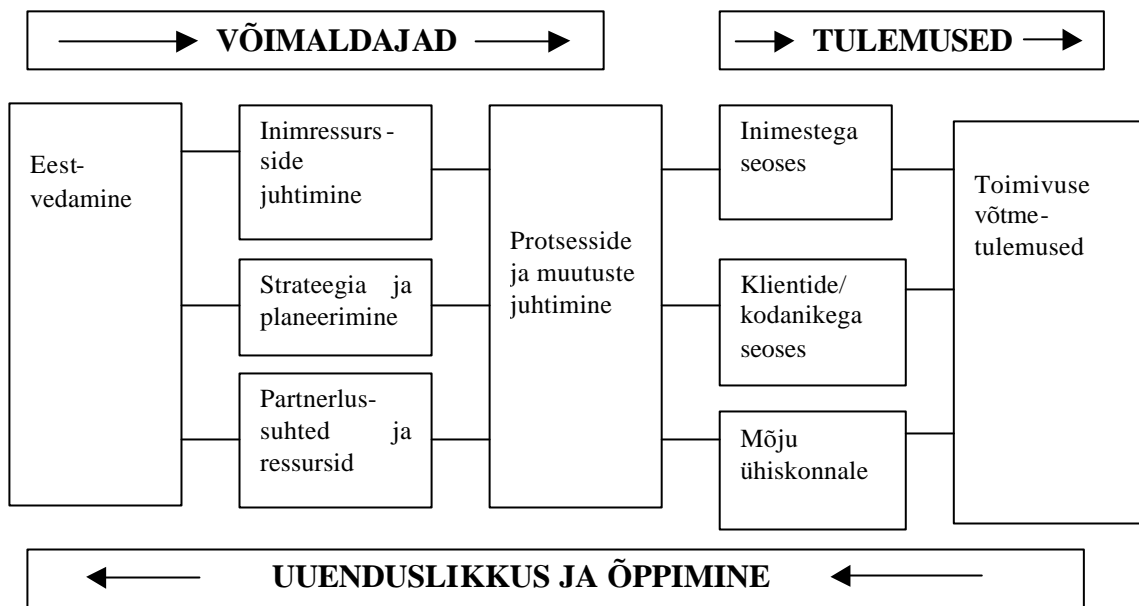 VÕIMALDAJAD
TULEMUSED
Eest-
vedamine
Inimressurs -
side
juhtimine
Strateegia ja
planeerimine
Partnerlus-
suhted ja
ressursid
Protsesside
ja muutuste
juhtimine
Inimestega
seoses
Klientide/
kodanikega
seoses
Mõju
ühiskonnale
Toimivuse
võtme-
tulemused
UUENDUSLIKKUS JA ÕPPIMINE